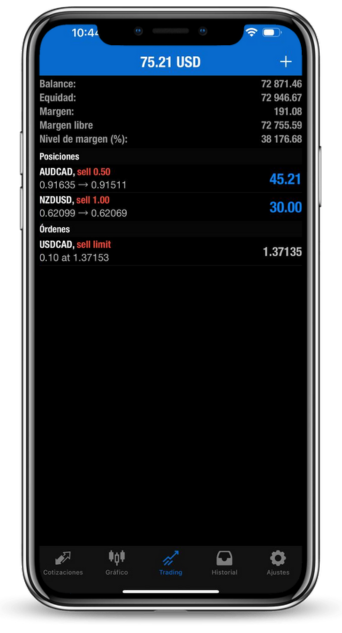 10:44
75.21 USD +
Balance: 72 871.46
Equidad: 72 946.67
Margen: 191.08
Margen libre 72 755.59
Nivel de margen (%): 38 176.68
Posiciones
AUDCAD, sell 0.50
0.91635 → 0.91511 45.21
NZDUSD, sell 1.00
0.62099 → 0.62069 30.00
Órdenes
USDCAD, sell limit
0.10 at 1.37153 1.37135
Cotizaciones Gráfico Trading Historial Ajustes